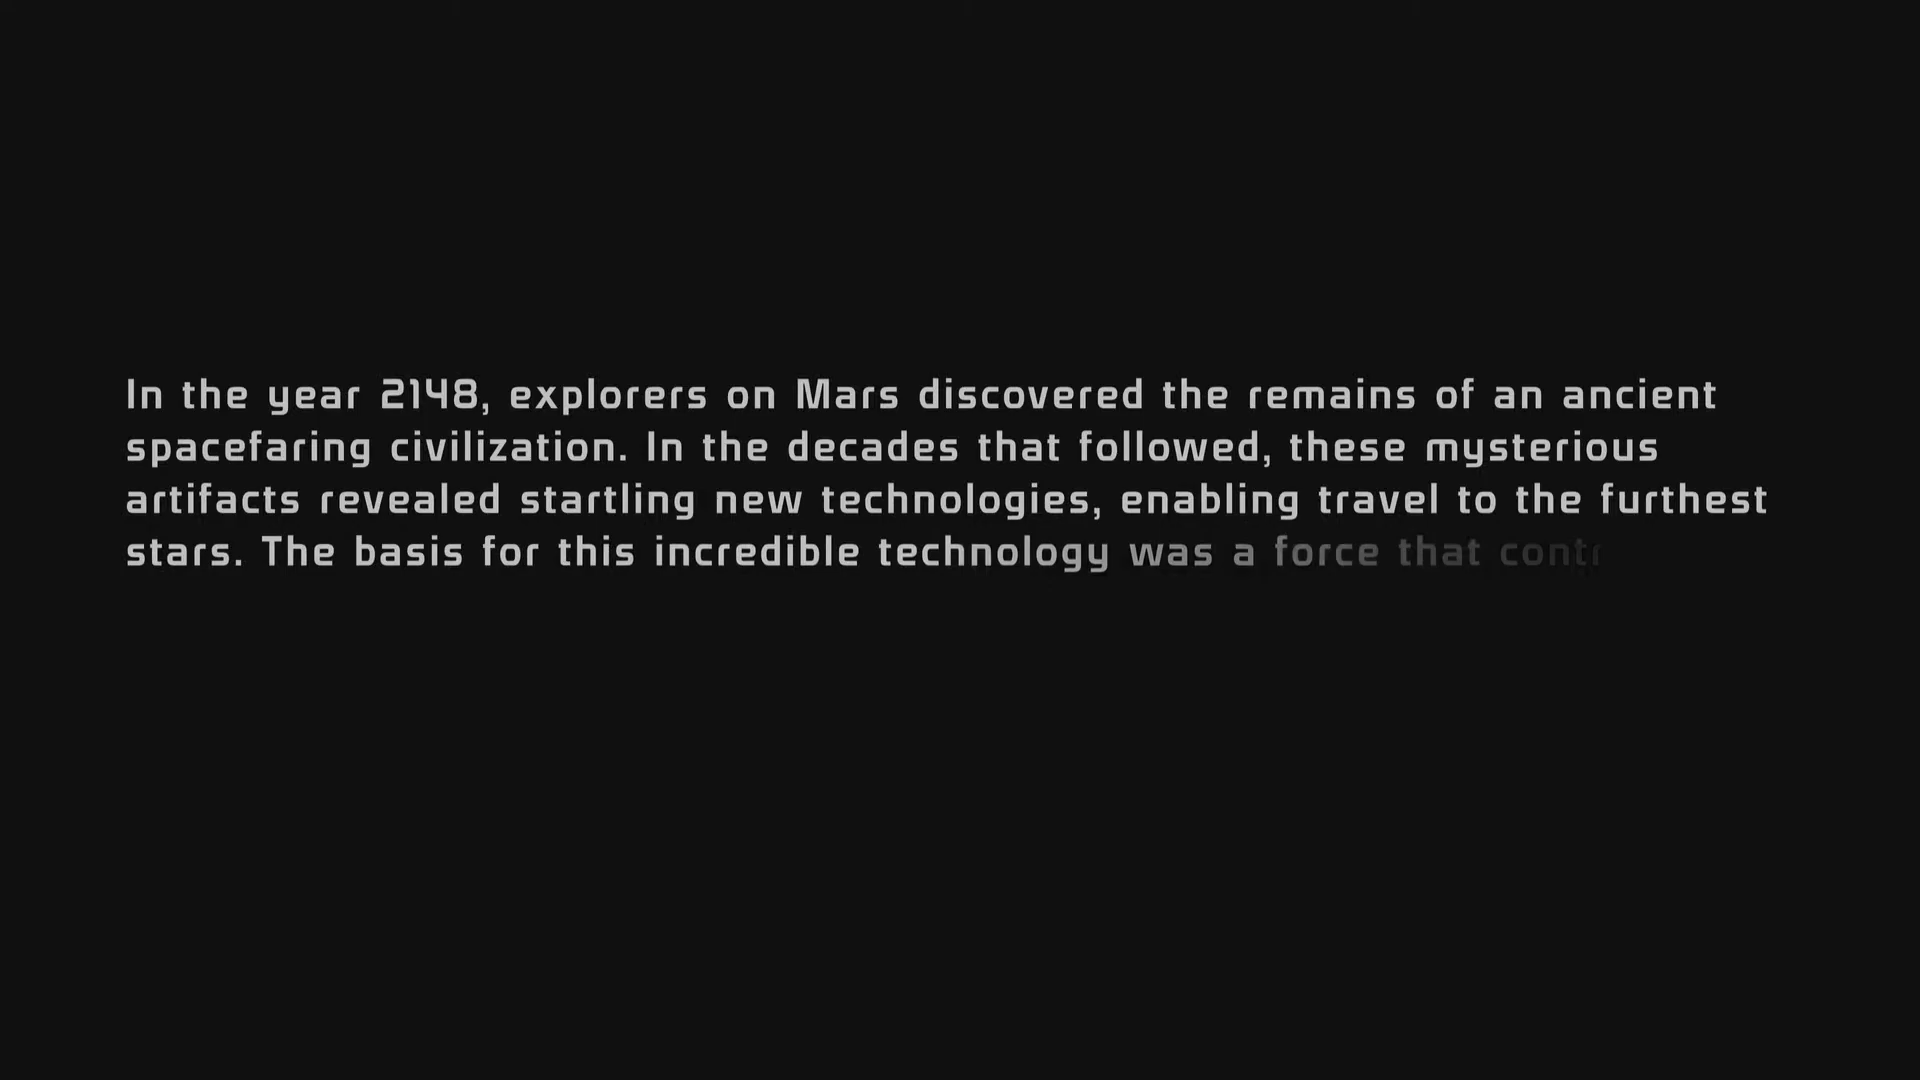 In the year 2148, explorers on Mars discovered the remains of an ancient
spacefaring civilization. In the decades that followed, these mysterious
artifacts revealed startling new technologies, enabling travel to the furthest
stars. The basis for this incredible technology was a force that contr